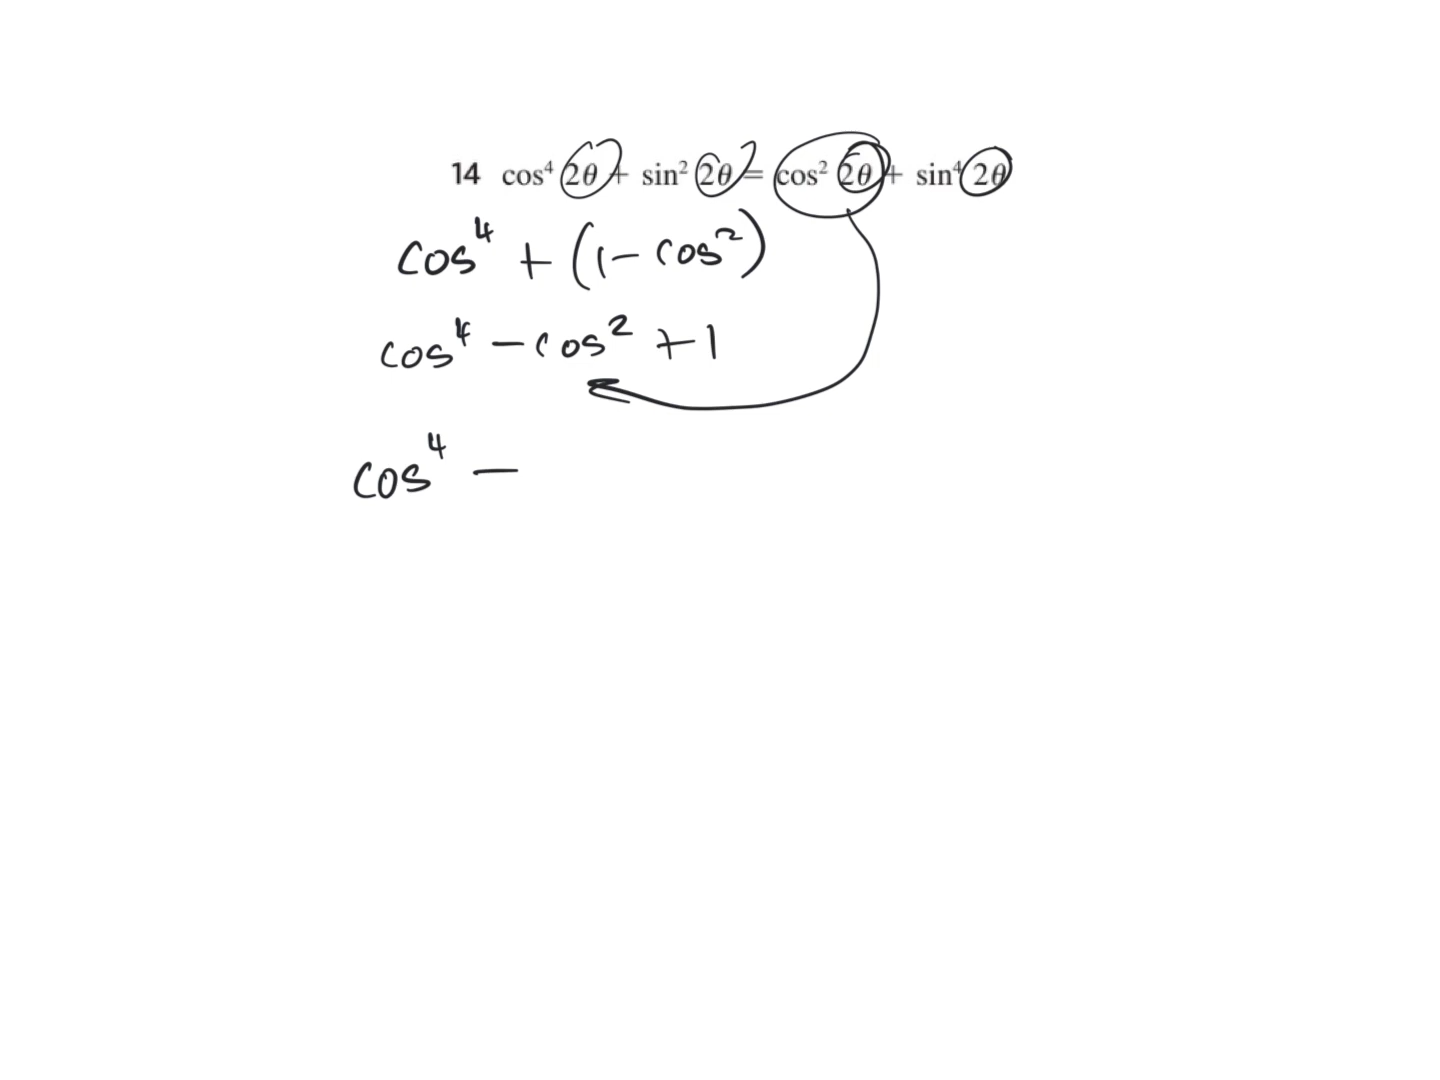 14 cos⁴ 2θ + sin² 2θ = cos² 2θ + sin⁴ 2θ
cos⁴ + (1 - cos²)
cos⁴ - cos² + 1
cos⁴ -